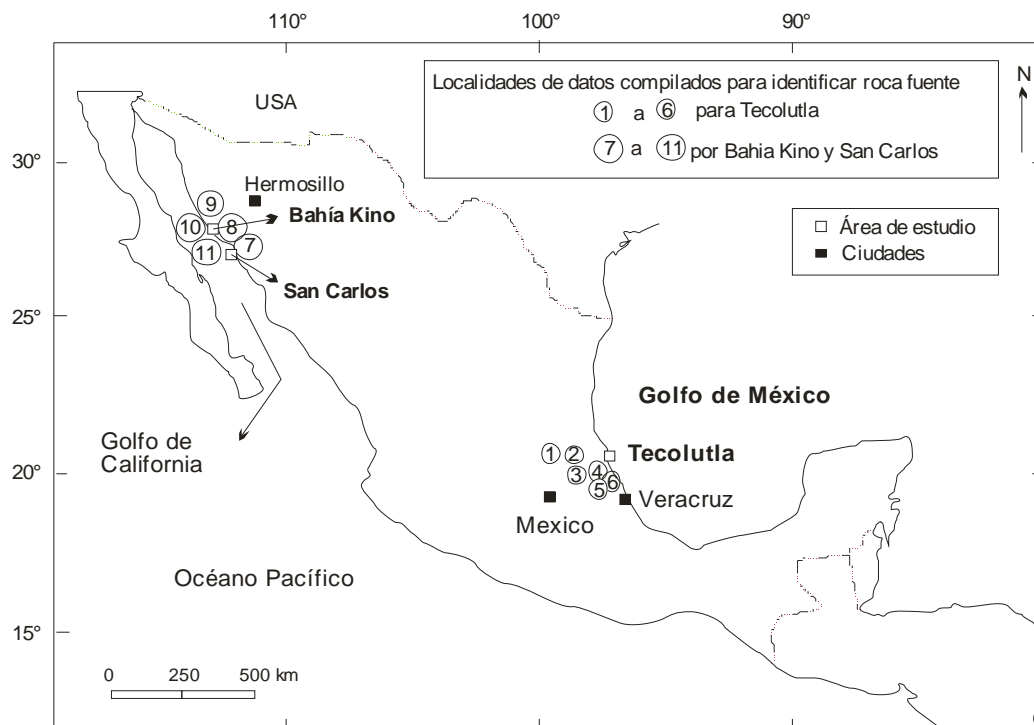 110° 100° 90°
Localidades de datos compilados para identificar roca fuente
1 a 6 para Tecolutla
7 a 11 por Bahia Kino y San Carlos
N
USA
30°
Hermosillo
9
Bahía Kino
10 8
11 7
San Carlos
Área de estudio
Ciudades
25°
Golfo de México
Golfo de
California
1 2 Tecolutla
20°
3 4
5 6
Mexico
Veracruz
Océano Pacífico
15°
0 250 500 km